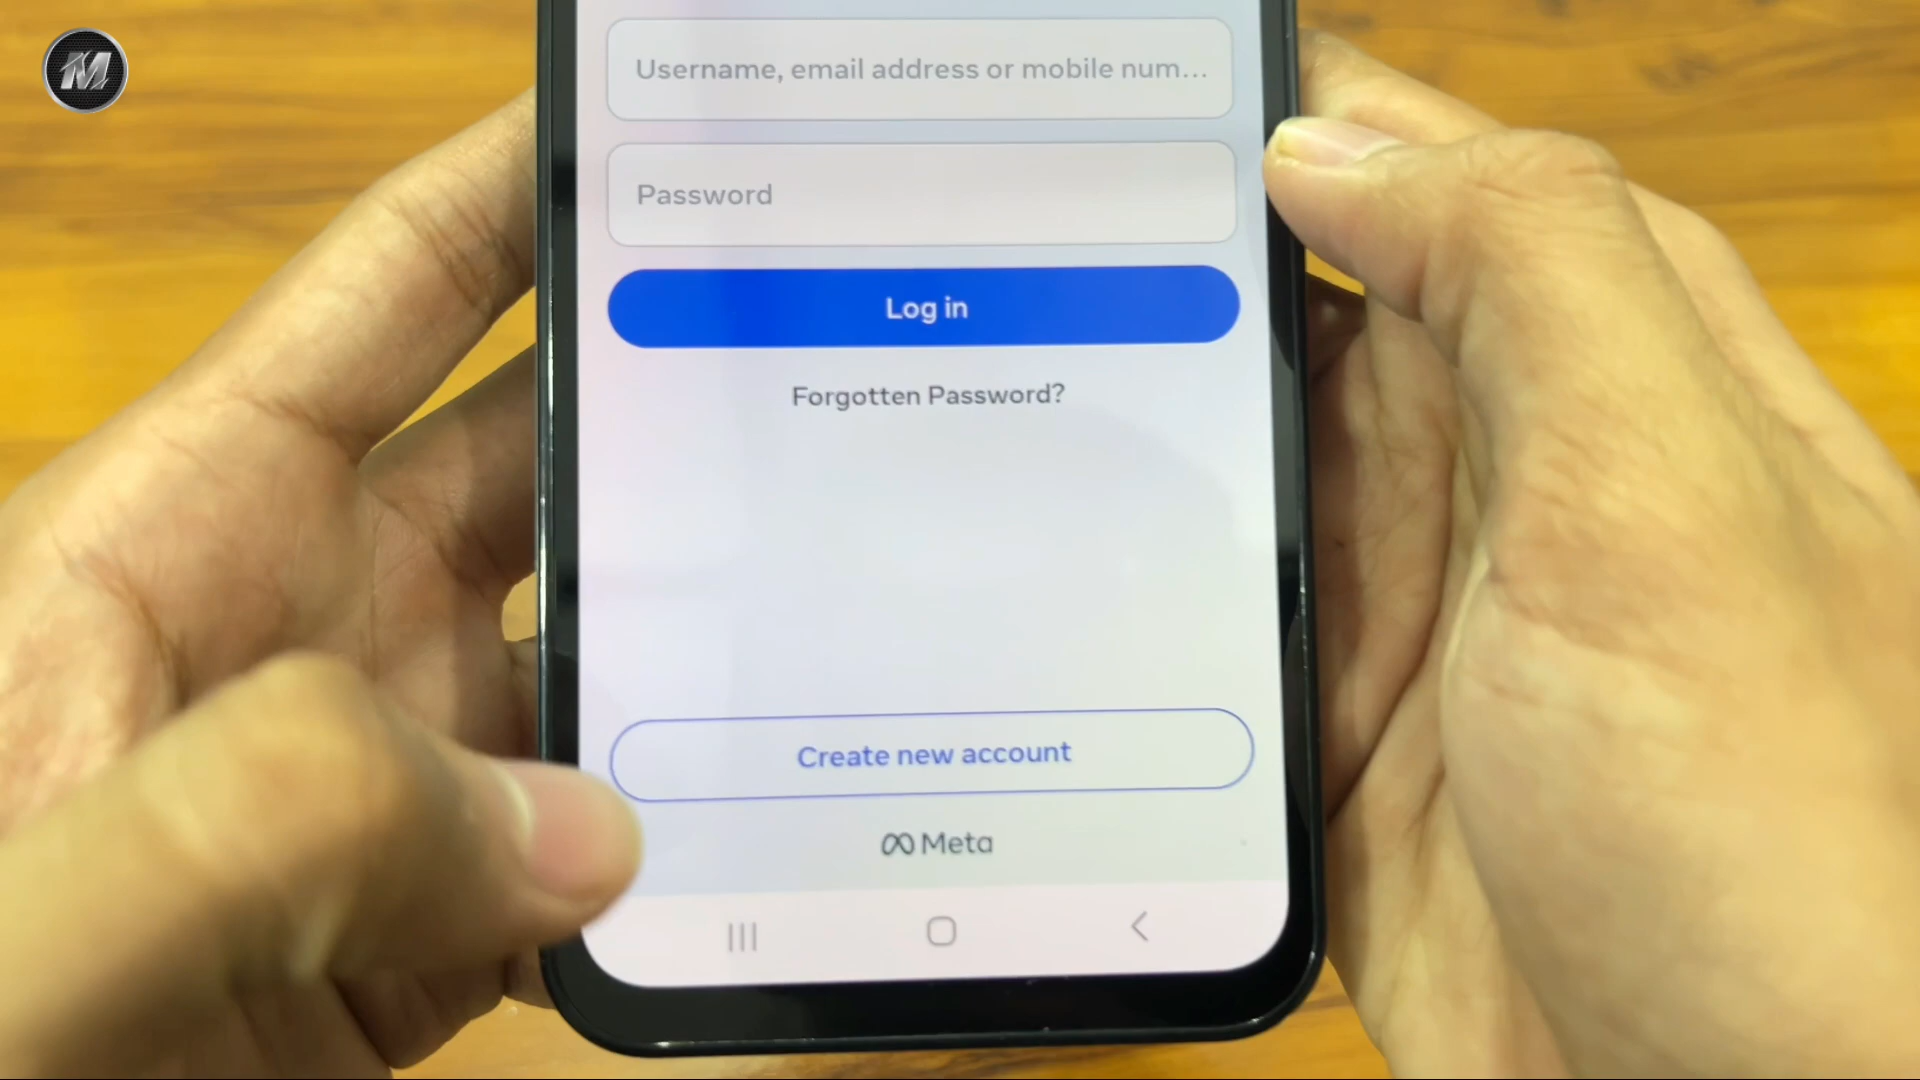 M
Username, email address or mobile num...
Password
Log in
Forgotten Password?
Create new account
Meta